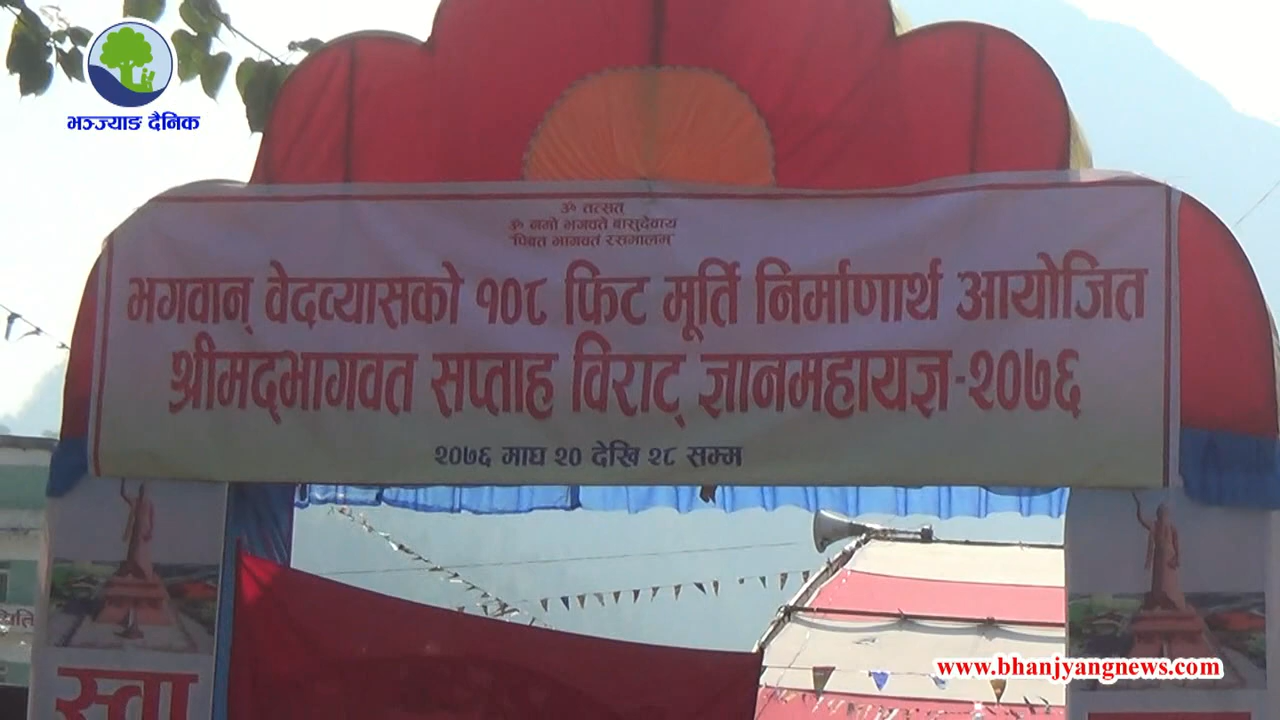 भञ्ज्याङ दैनिक
ॐ तत्सत्
ॐ नमो भगवते बासुदेवाय
"पिबत भागवतं रसमालम्"
भगवान् वेदव्यासको १०८ फिट मूर्ति निर्माणार्थ आयोजित
श्रीमद्भागवत सप्ताह विराट् ज्ञानमहायज्ञ-२०७६
२०७६ माघ २० देखि २८ सम्म
स्वा
www.bhanjyangnews.com